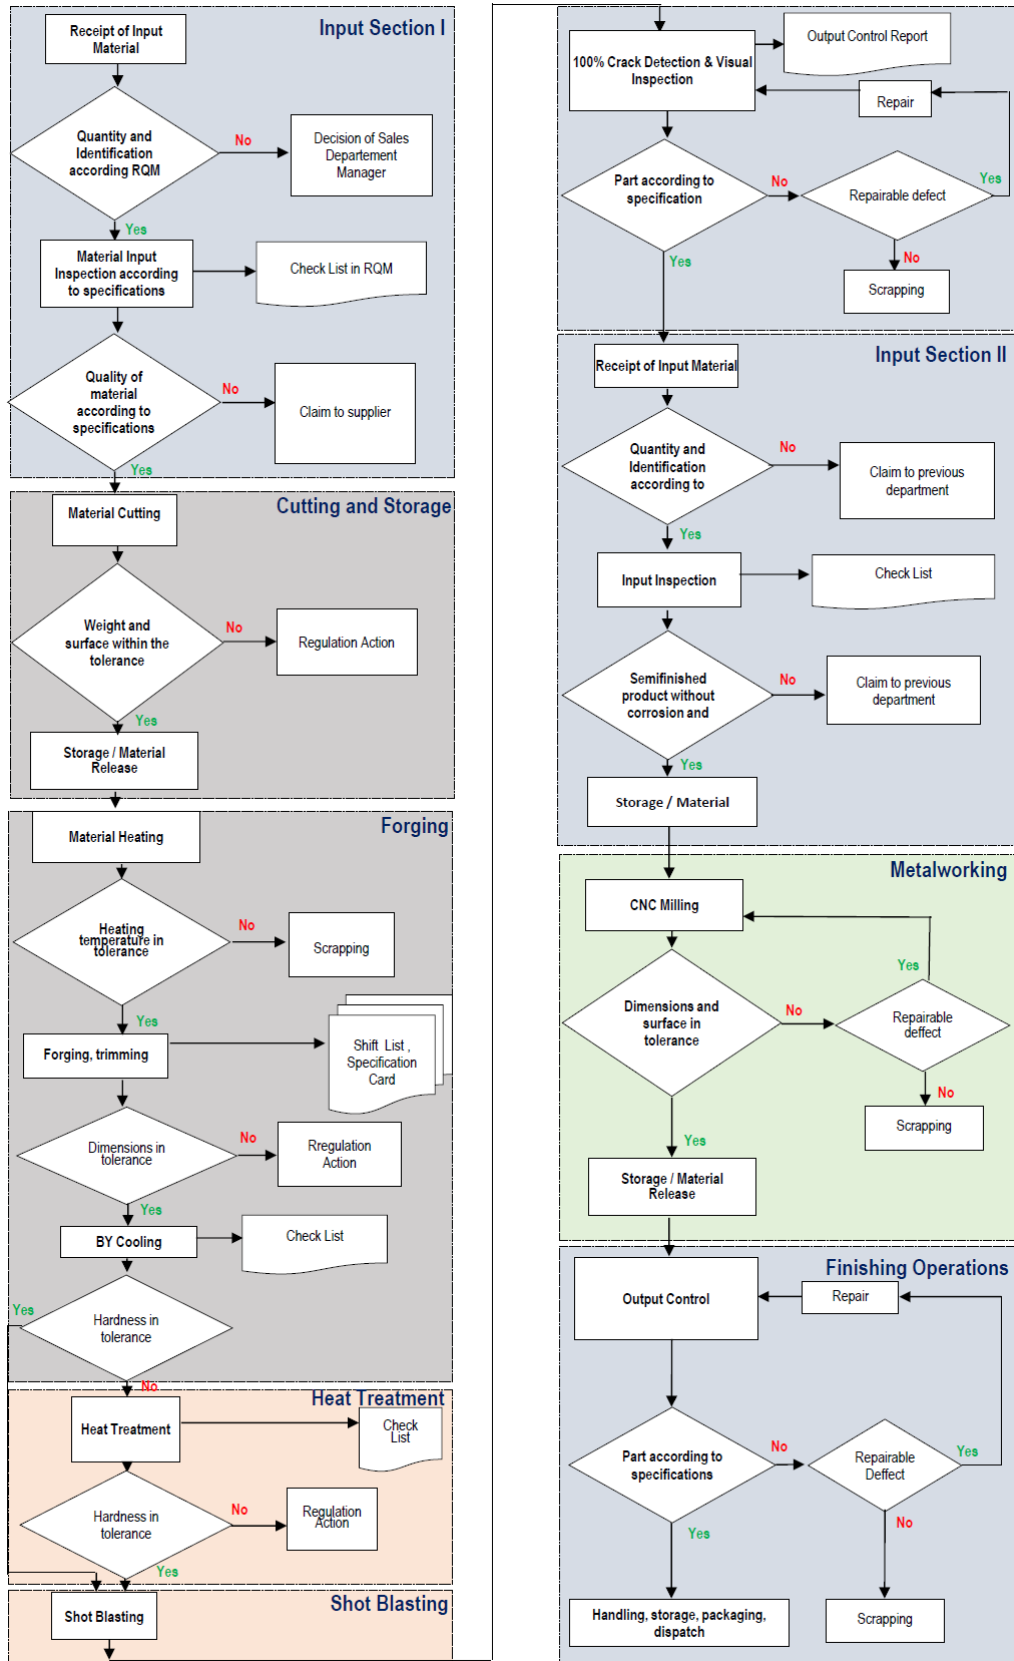 Input Section I
Receipt of Input
Material
Quantity and
Identification
according RQM
No
Decision of Sales
Departement
Manager
Yes
Material Input
Inspection according
to specifications
Check List in RQM
Quality of
material
according to
specifications
No
Claim to supplier
Yes
Cutting and Storage
Material Cutting
Weight and
surface within the
tolerance
No
Regulation Action
Yes
Storage / Material
Release
Forging
Material Heating
Heating
temperature in
tolerance
No
Scrapping
Yes
Forging, trimming
Shift List ,
Specification
Card
Dimensions in
tolerance
No
Rregulation
Action
Yes
BY Cooling
Check List
Yes
Hardness in
tolerance
No
Heat Treatment
Heat Treatment
Check
List
Hardness in
tolerance
No
Regulation
Action
Yes
Shot Blasting
Shot Blasting
100% Crack Detection & Visual
Inspection
Output Control Report
Repair
Part according to
specification
No
Repairable defect
Yes
Yes
No
Scrapping
Input Section II
Receipt of Input Material
Quantity and
Identification
according to
No
Claim to previous
department
Yes
Input Inspection
Check List
Semifinished
product without
corrosion and
No
Claim to previous
department
Yes
Storage / Material
Metalworking
CNC Milling
Yes
Dimensions and
surface in
tolerance
No
Repairable
deffect
No
Scrapping
Yes
Storage / Material
Release
Finishing Operations
Output Control
Repair
Part according to
specifications
No
Repairable
Deffect
Yes
Yes
No
Handling, storage, packaging,
dispatch
Scrapping